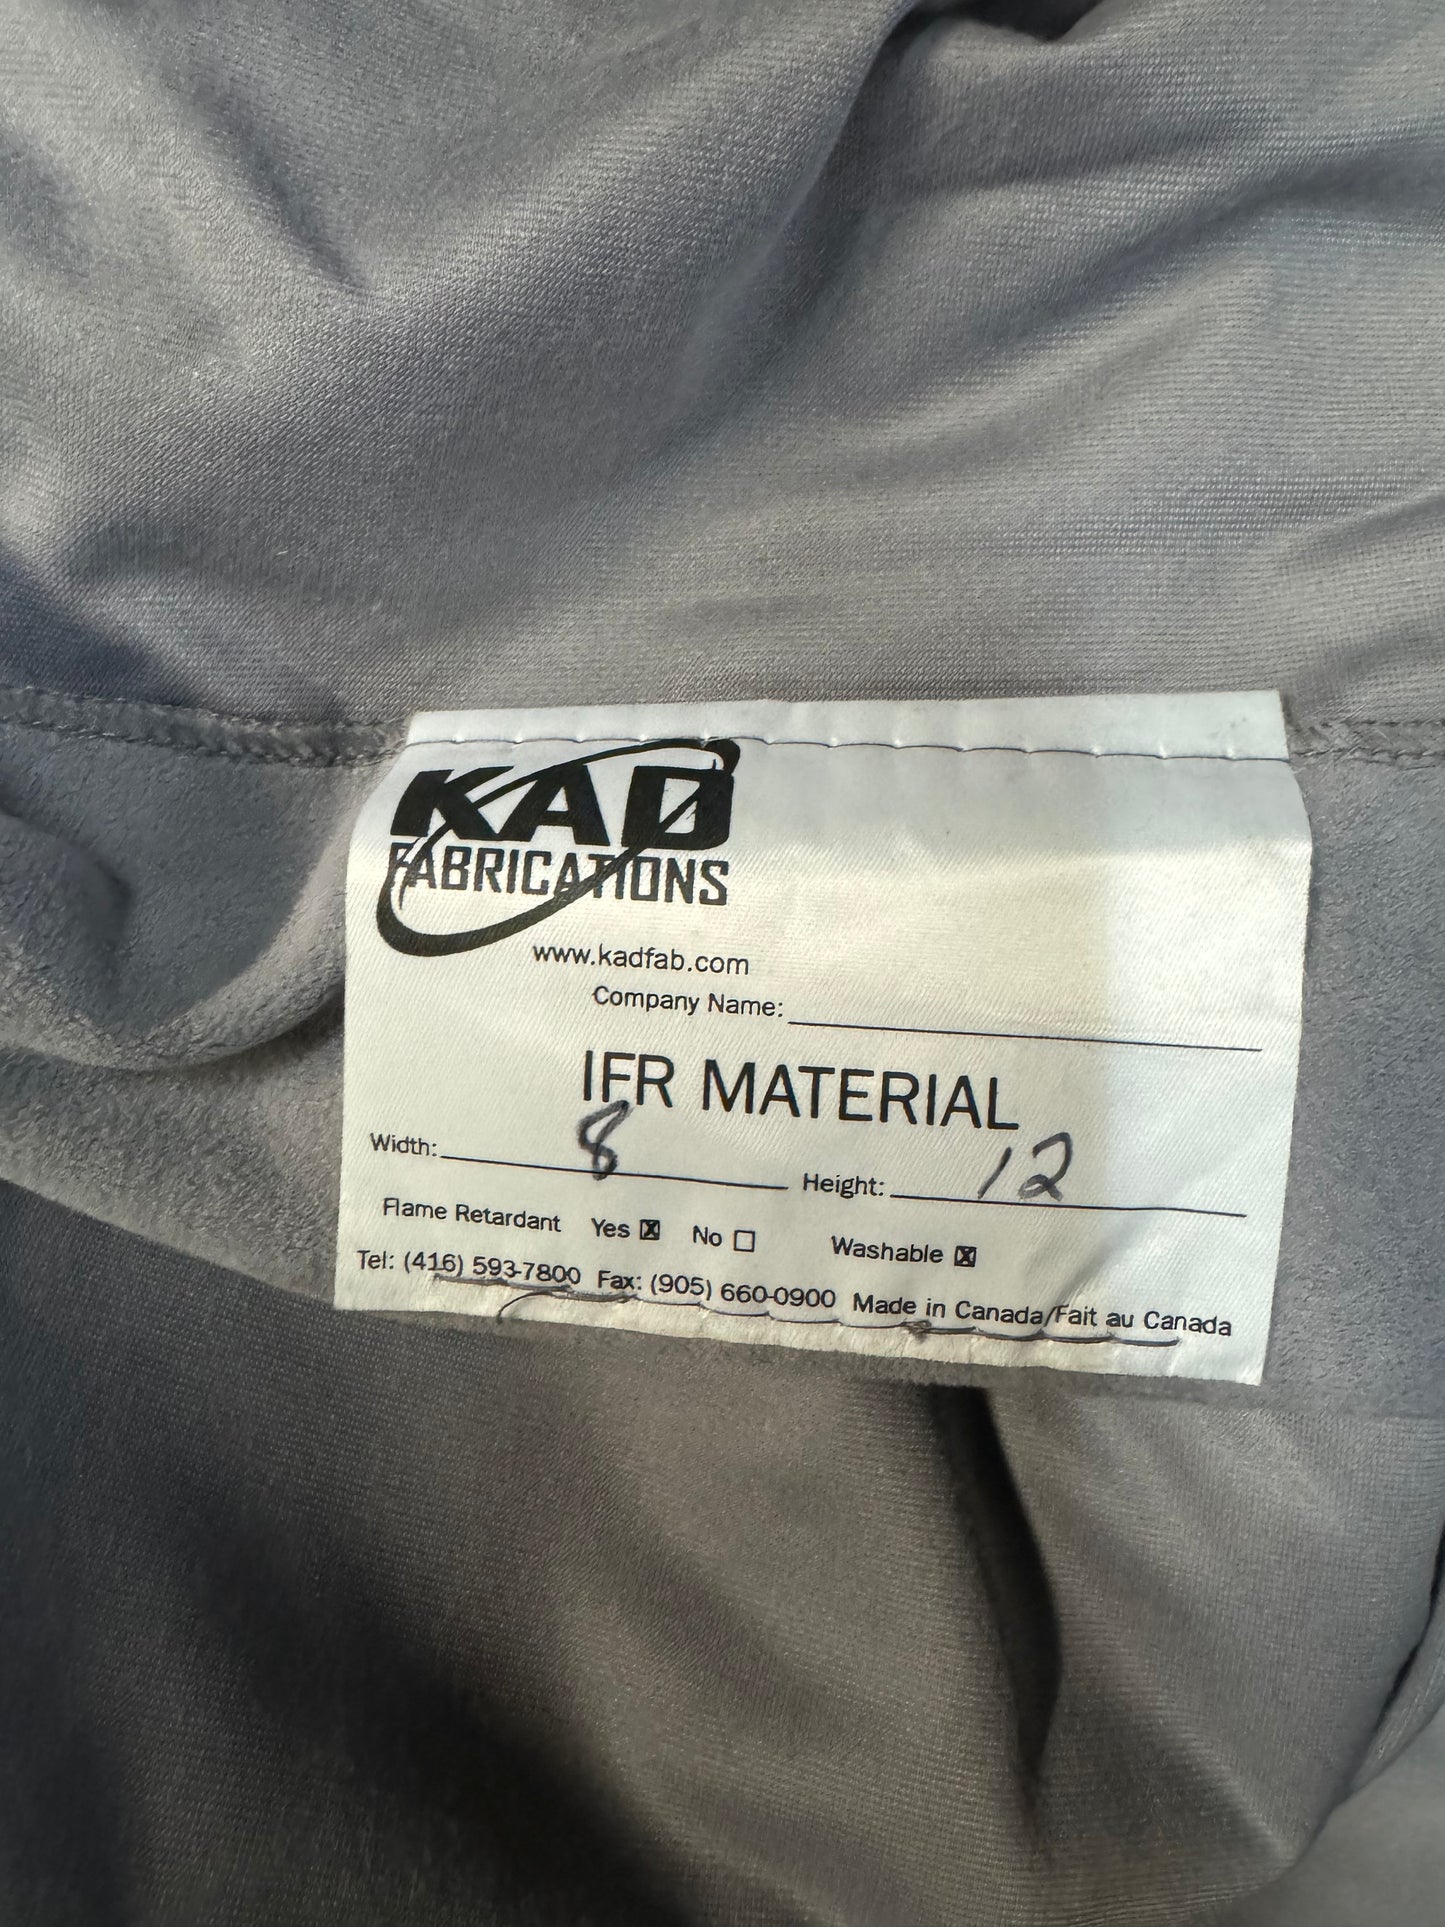 KAD
FABRICATIONS
www.kadfab.com
Company Name:
IFR MATERIAL
Width: 8 Height: 12
Flame Retardant Yes ☒ No ☐ Washable ☒
Tel: (416) 593-7800 Fax: (905) 660-0900 Made in Canada/Fait au Canada